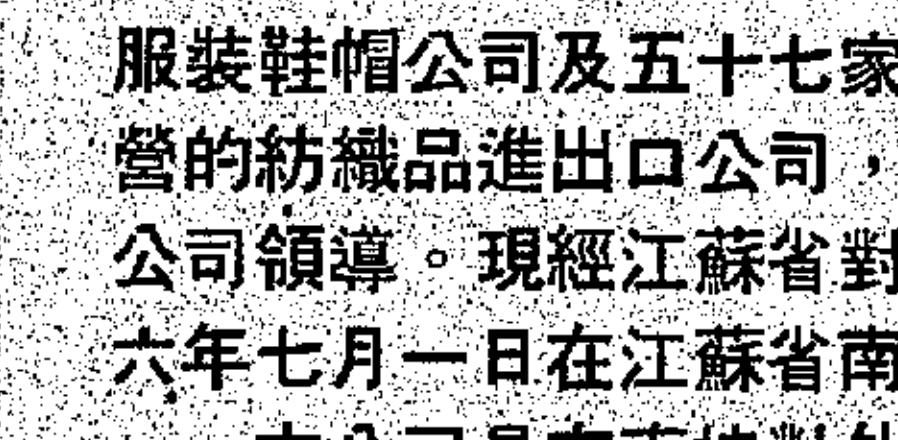 服裝鞋帽公司及五十七家
營的紡織品進出口公司，
公司領導。現經江蘇省對
六年七月一日在江蘇省南